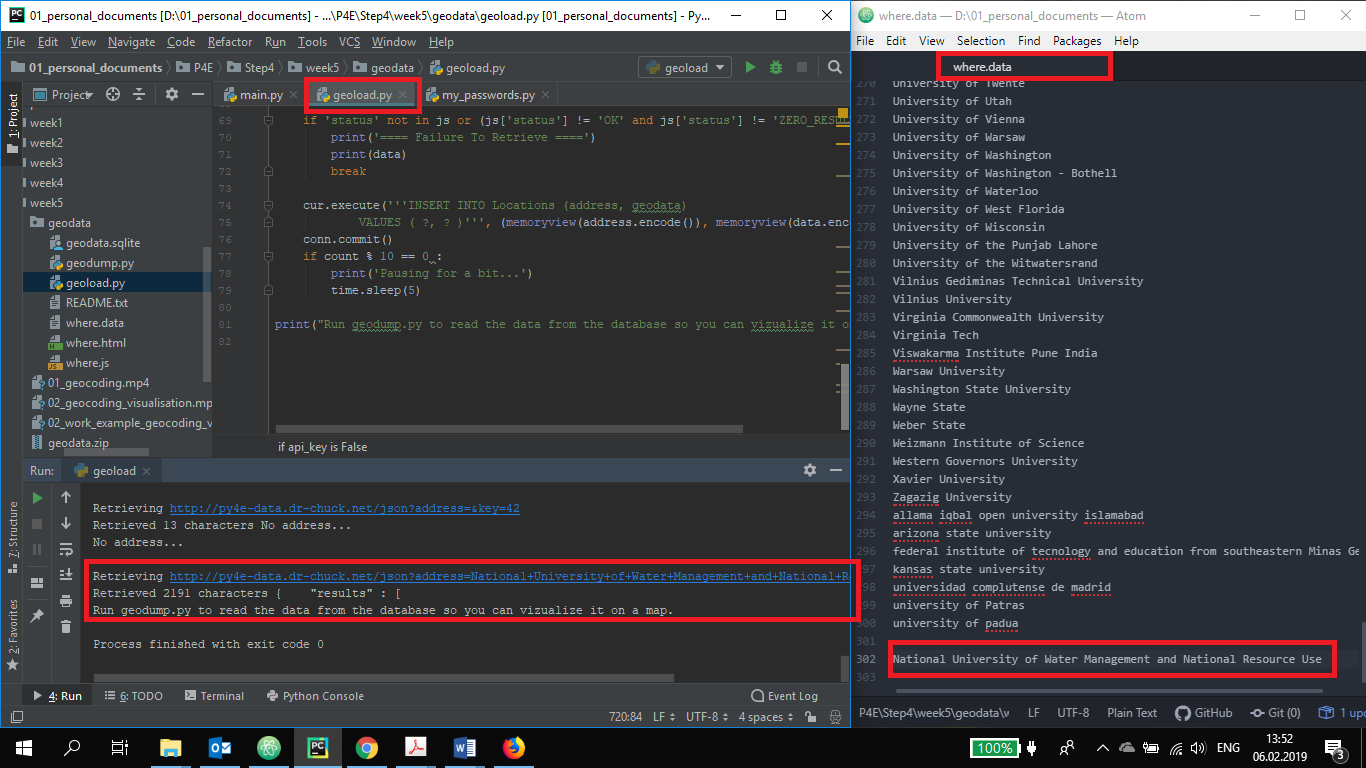 01_personal_documents [D:\01_personal_documents] - ...\P4E\Step4\week5\geodata\geoload.py [01_personal_documents] - Py...
File Edit View Navigate Code Refactor Run Tools VCS Window Help
01_personal_documents P4E Step4 week5 geodata geoload.py
geoload
1: Project
Project
main.py geoload.py my_passwords.py
week1
week2
week3
week4
week5
geodata
geodata.sqlite
geodump.py
geoload.py
README.txt
where.data
where.html
where.js
01_geocoding.mp4
02_geocoding_visualisation.mp
02_work_example_geocoding_v
geodata.zip
69 if 'status' not in js or (js['status'] != 'OK' and js['status'] != 'ZERO_RESU
70 print('==== Failure To Retrieve ====')
71 print(data)
72 break
73
74 cur.execute('''INSERT INTO Locations (address, geodata)
75 VALUES ( ?, ? )''', (memoryview(address.encode()), memoryview(data.enc
76 conn.commit()
77 if count % 10 == 0 :
78 print('Pausing for a bit...')
79 time.sleep(5)
80
81 print("Run geodump.py to read the data from the database so you can vizualize it o
82
if api_key is False
Run: geoload
Retrieving http://py4e-data.dr-chuck.net/json?address=&key=42
Retrieved 13 characters No address...
No address...
Retrieving http://py4e-data.dr-chuck.net/json?address=National+University+of+Water+Management+and+National+Re
Retrieved 2191 characters { "results" : [
Run geodump.py to read the data from the database so you can vizualize it on a map.
Process finished with exit code 0
7: Structure
2: Favorites
4: Run 6: TODO Terminal Python Console Event Log
720:84 LF UTF-8 4 spaces
where.data — D:\01_personal_documents — Atom
File Edit View Selection Find Packages Help
where.data
270 University of Twente
271 University of Utah
272 University of Vienna
273 University of Warsaw
274 University of Washington
275 University of Washington - Bothell
276 University of Waterloo
277 University of West Florida
278 University of Wisconsin
279 University of the Punjab Lahore
280 University of the Witwatersrand
281 Vilnius Gediminas Technical University
282 Vilnius University
283 Virginia Commonwealth University
284 Virginia Tech
285 Viswakarma Institute Pune India
286 Warsaw University
287 Washington State University
288 Wayne State
289 Weber State
290 Weizmann Institute of Science
291 Western Governors University
292 Xavier University
293 Zagazig University
294 allama iqbal open university islamabad
295 arizona state university
296 federal institute of tecnology and education from southeastern Minas Ge
297 kansas state university
298 universidad complutense de madrid
299 university of Patras
300 university of padua
301
302 National University of Water Management and National Resource Use
303
P4E\Step4\week5\geodata\w LF UTF-8 Plain Text GitHub Git (0) 1 upd
100% ENG 13:52
06.02.2019
3